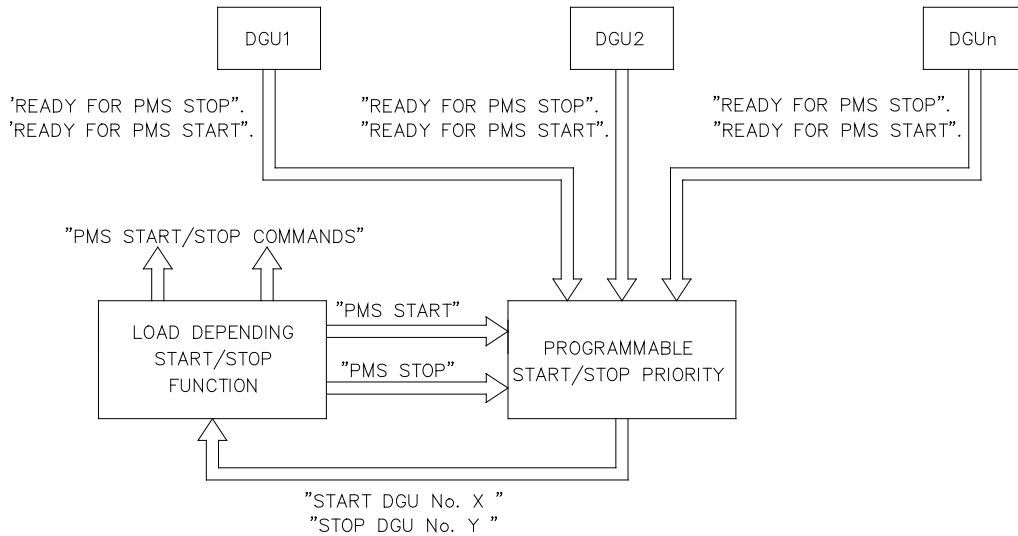 DGU1
DGU2
DGUn
'READY FOR PMS STOP".
'READY FOR PMS START".
"READY FOR PMS STOP".
"READY FOR PMS START".
"READY FOR PMS STOP".
"READY FOR PMS START".
"PMS START/STOP COMMANDS"
LOAD DEPENDING
START/STOP
FUNCTION
"PMS START"
"PMS STOP"
PROGRAMMABLE
START/STOP PRIORITY
"START DGU No. X "
"STOP DGU No. Y "